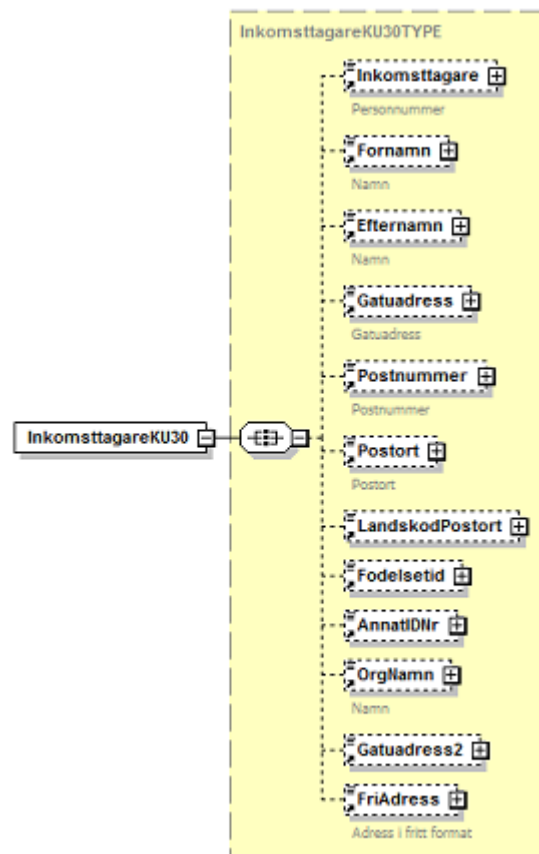 InkomsttagareKU30TYPE
Inkomsttagare
Personnummer
Fornamn
Namn
Efternamn
Namn
Gatuadress
Gatuadress
Postnummer
Postnummer
InkomsttagareKU30
Postort
Postort
LandskodPostort
Fodelsetid
AnnatIDNr
OrgNamn
Namn
Gatuadress2
FriAdress
Adress i fritt format